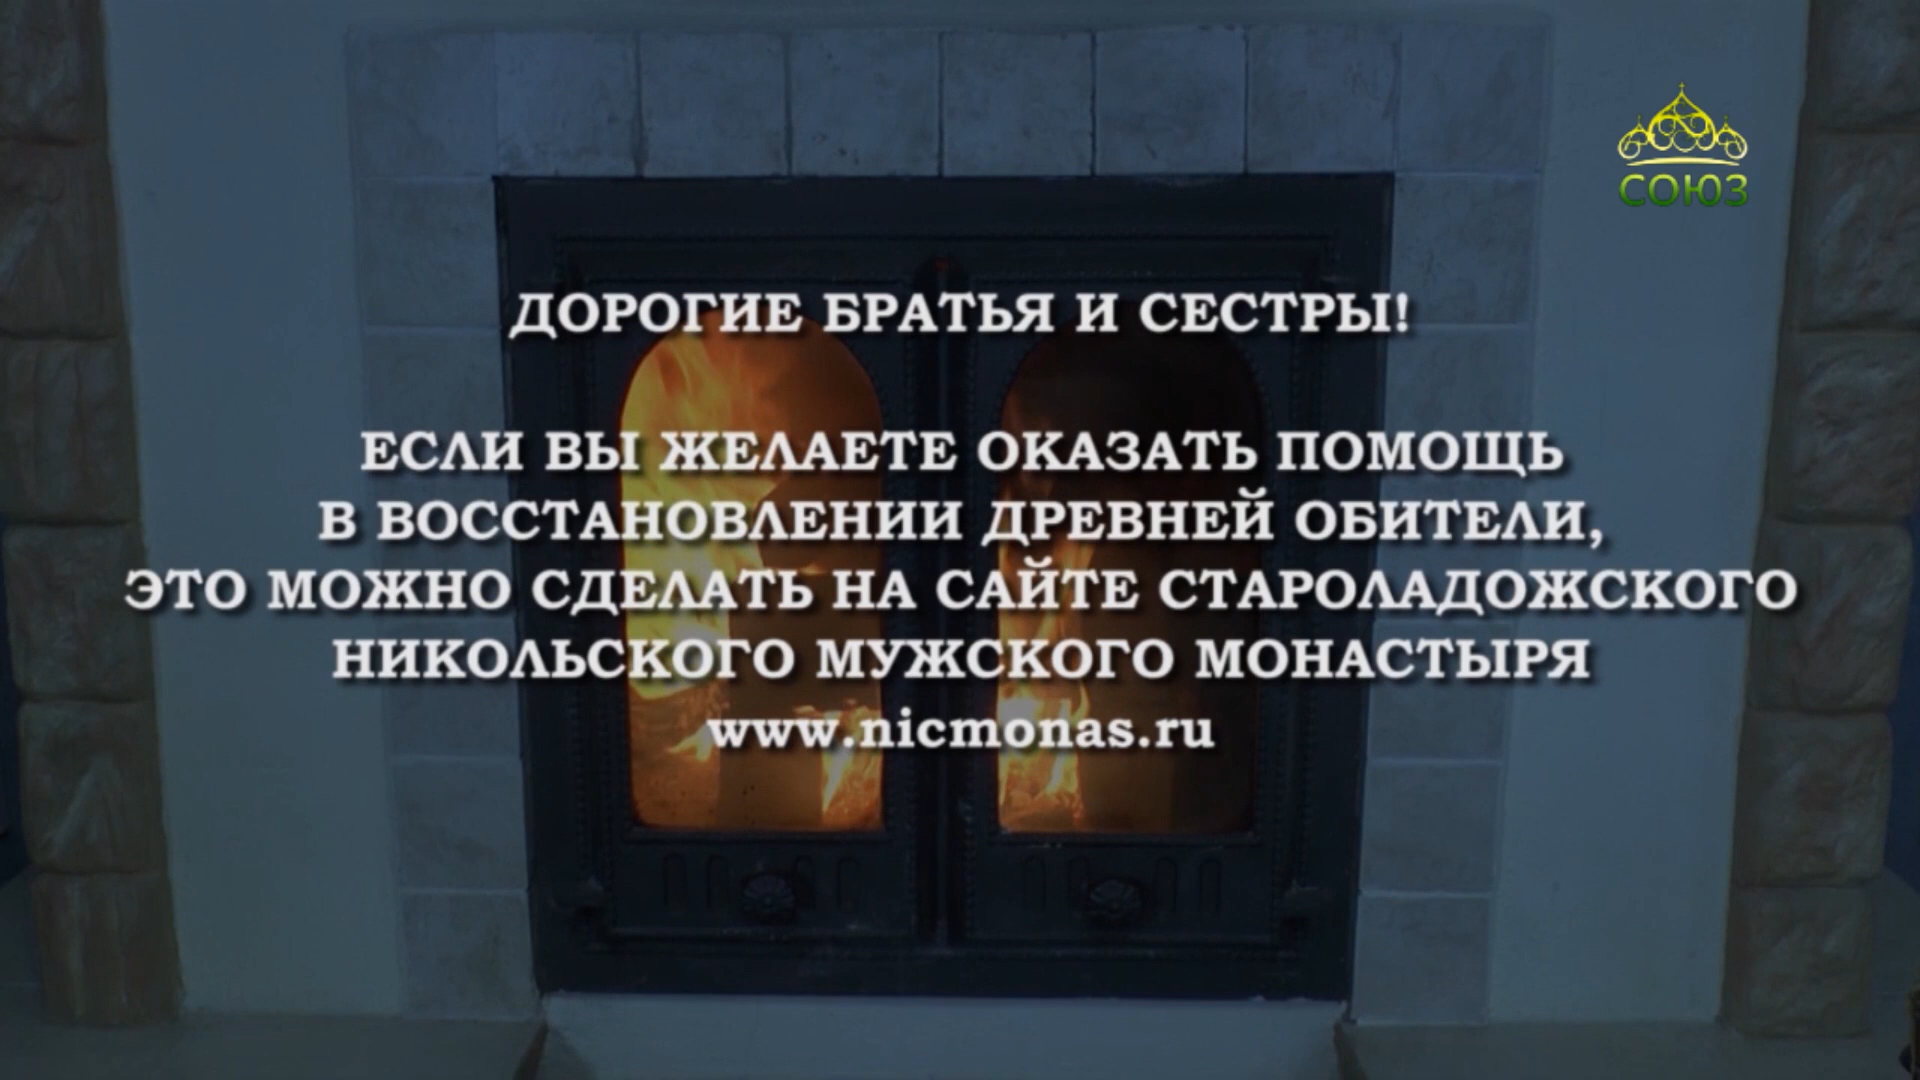 СОЮЗ
ДОРОГИЕ БРАТЬЯ И СЕСТРЫ!
ЕСЛИ ВЫ ЖЕЛАЕТЕ ОКАЗАТЬ ПОМОЩЬ
В ВОССТАНОВЛЕНИИ ДРЕВНЕЙ ОБИТЕЛИ,
ЭТО МОЖНО СДЕЛАТЬ НА САЙТЕ СТАРОЛАДОЖСКОГО
НИКОЛЬСКОГО МУЖСКОГО МОНАСТЫРЯ
www.nicmonas.ru